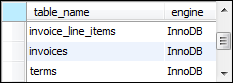 table_name engine
invoice_line_items InnoDB
invoices InnoDB
terms InnoDB